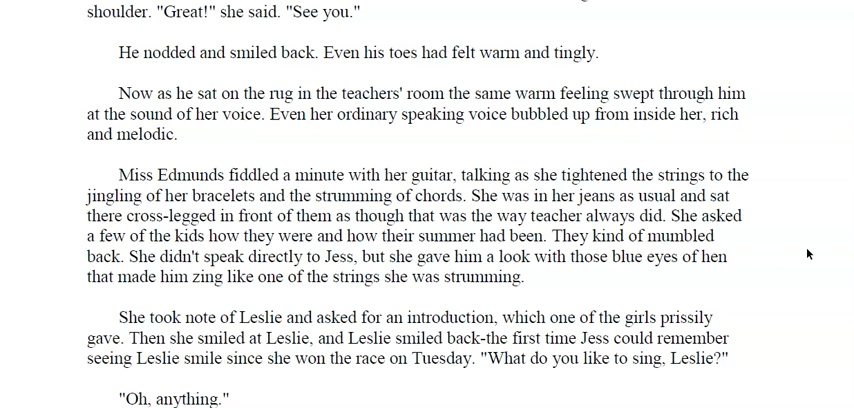 shoulder. "Great!" she said. "See you."
He nodded and smiled back. Even his toes had felt warm and tingly.
Now as he sat on the rug in the teachers' room the same warm feeling swept through him
at the sound of her voice. Even her ordinary speaking voice bubbled up from inside her, rich
and melodic.
Miss Edmunds fiddled a minute with her guitar, talking as she tightened the strings to the
jingling of her bracelets and the strumming of chords. She was in her jeans as usual and sat
there cross-legged in front of them as though that was the way teacher always did. She asked
a few of the kids how they were and how their summer had been. They kind of mumbled
back. She didn't speak directly to Jess, but she gave him a look with those blue eyes of hen
that made him zing like one of the strings she was strumming.
She took note of Leslie and asked for an introduction, which one of the girls prissily
gave. Then she smiled at Leslie, and Leslie smiled back-the first time Jess could remember
seeing Leslie smile since she won the race on Tuesday. "What do you like to sing, Leslie?"
"Oh, anything."